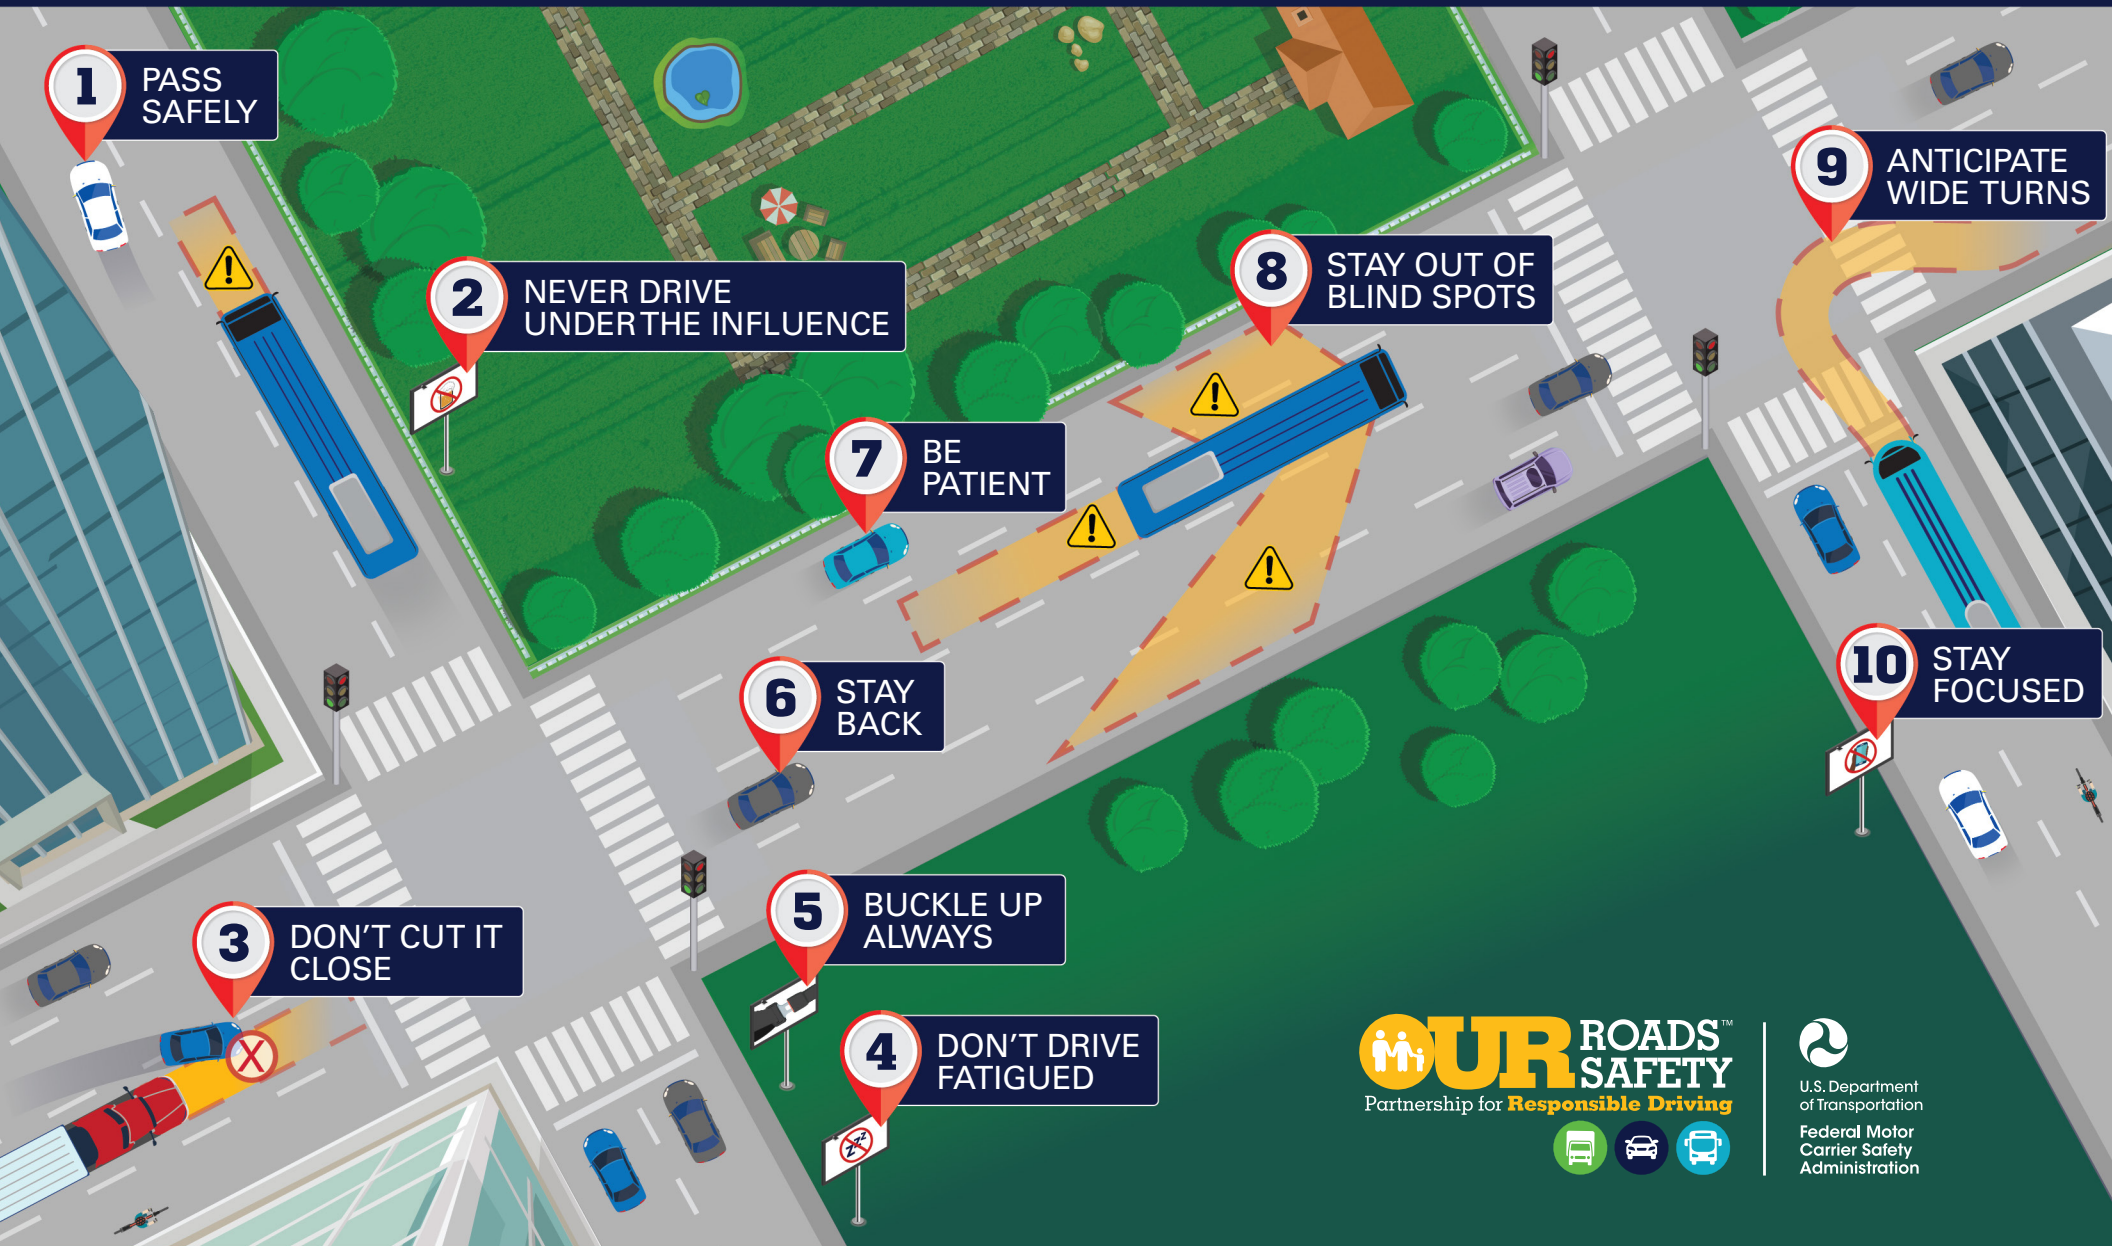 1
PASS
SAFELY
2
NEVER DRIVE
UNDER THE INFLUENCE
3
DON'T CUT IT
CLOSE
X
4
DON'T DRIVE
FATIGUED
zzz
5
BUCKLE UP
ALWAYS
6
STAY
BACK
7
BE
PATIENT
8
STAY OUT OF
BLIND SPOTS
!
!
!
!
9
ANTICIPATE
WIDE TURNS
10
STAY
FOCUSED
OUR ROADS™
SAFETY
Partnership for Responsible Driving
U.S. Department
of Transportation
Federal Motor
Carrier Safety
Administration